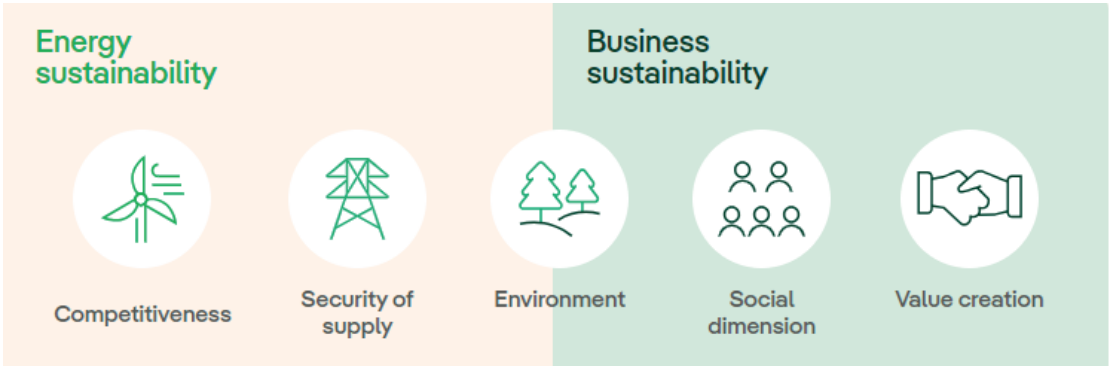 Energy
sustainability
Business
sustainability
Competitiveness
Security of
supply
Environment
Social
dimension
Value creation